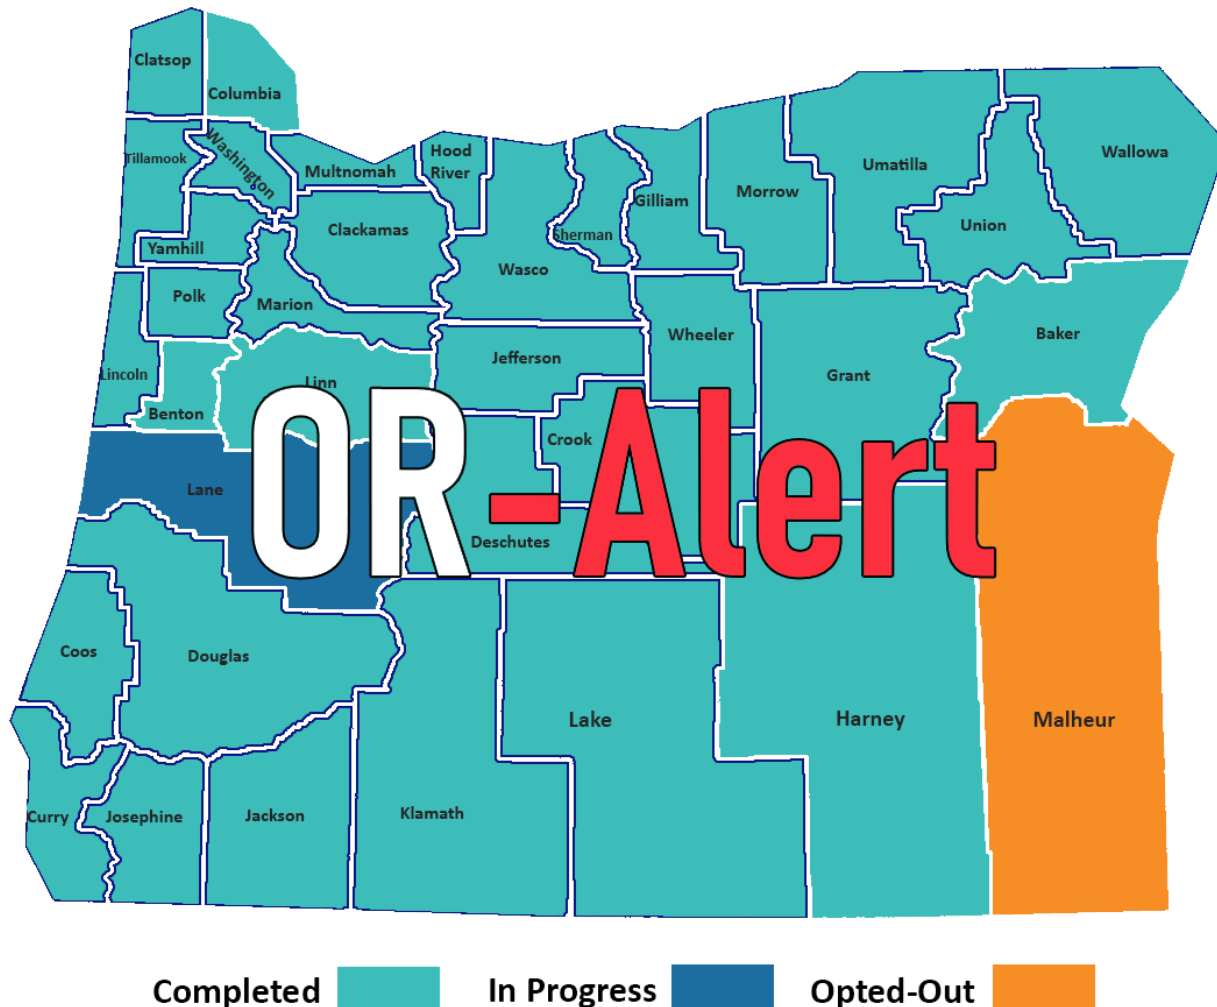 Clatsop
Columbia
Tillamook
Washington
Multnomah
Hood
River
Umatilla
Wallowa
Morrow
Gilliam
Sherman
Union
Yamhill
Clackamas
Wasco
Polk
Marion
Wheeler
Baker
Jefferson
Lincoln
Linn
Grant
Benton
Crook
OR-Alert
Lane
Deschutes
Coos
Douglas
Lake
Harney
Malheur
Curry
Josephine
Jackson
Klamath
Completed
In Progress
Opted-Out